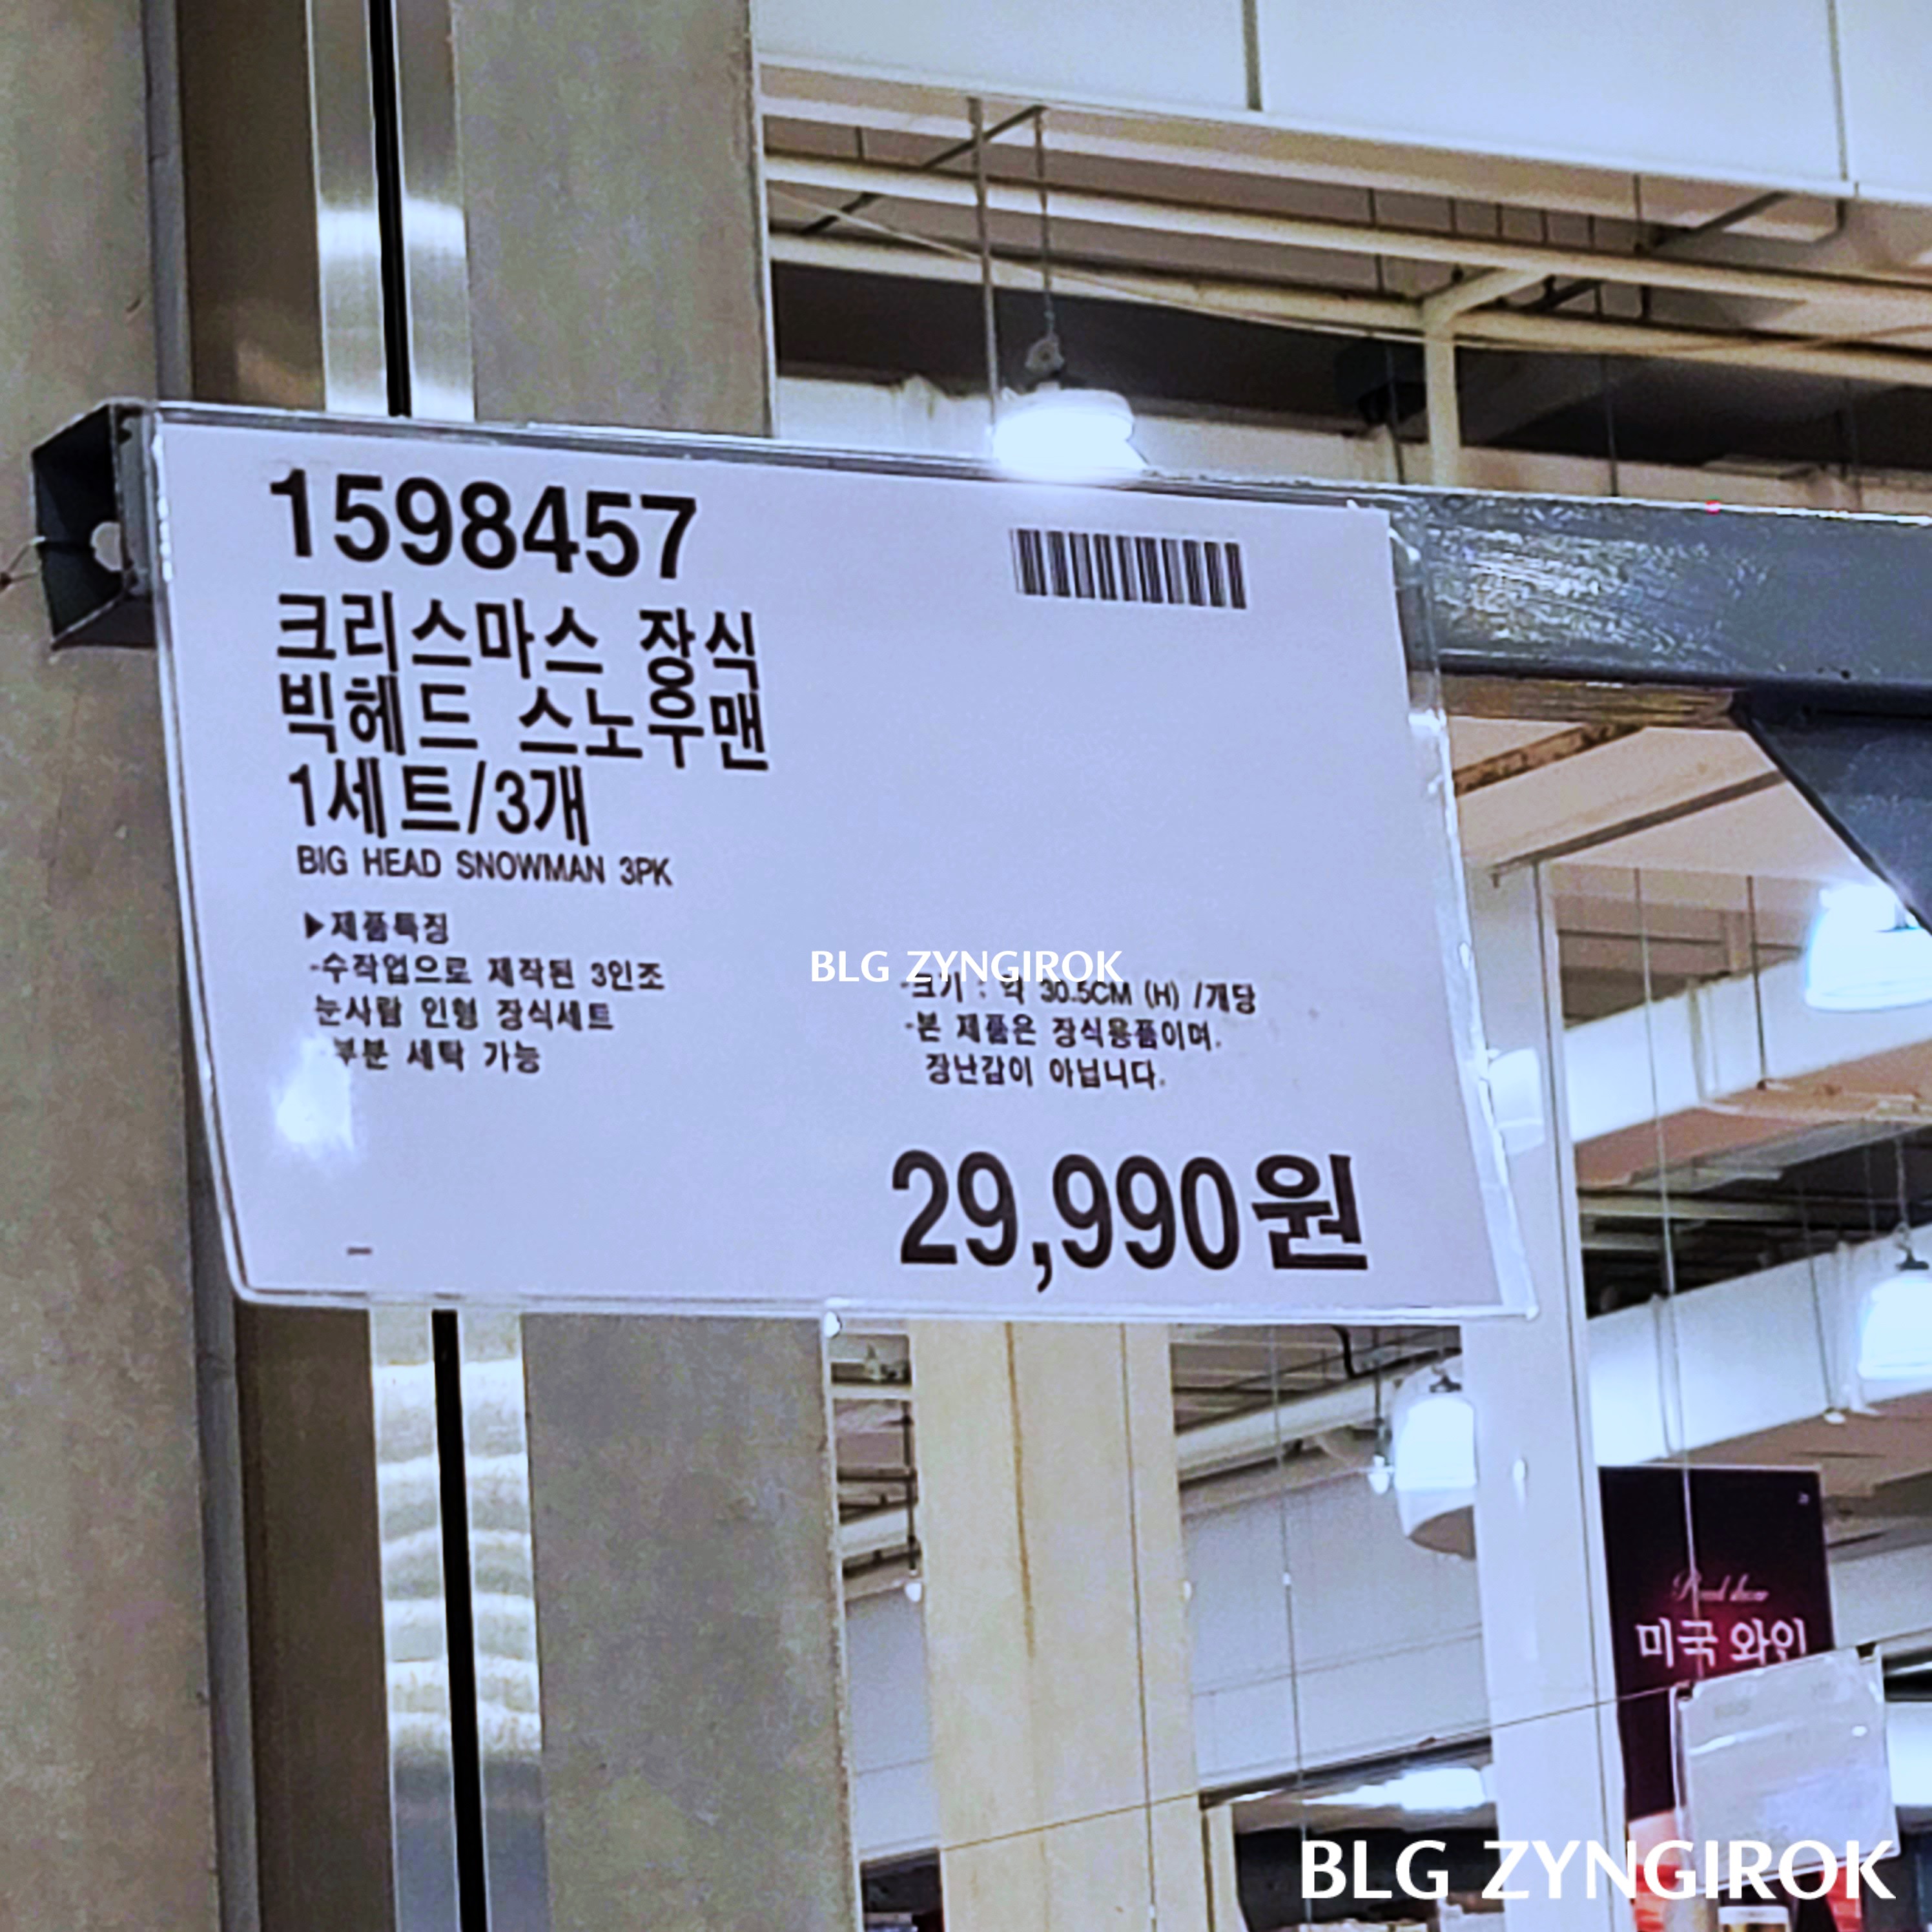 1598457
크리스마스 장식
빅헤드 스노우맨
1세트/3개
BIG HEAD SNOWMAN 3PK
▶제품특징
-수작업으로 제작된 3인조
눈사람 인형 장식세트
-부분 세탁 가능
BLG ZYNGIROK
-크기 : 약 30.5CM (H) /개당
-본 제품은 장식용품이며,
장난감이 아닙니다.
29,990원
미국 와인
BLG ZYNGIROK